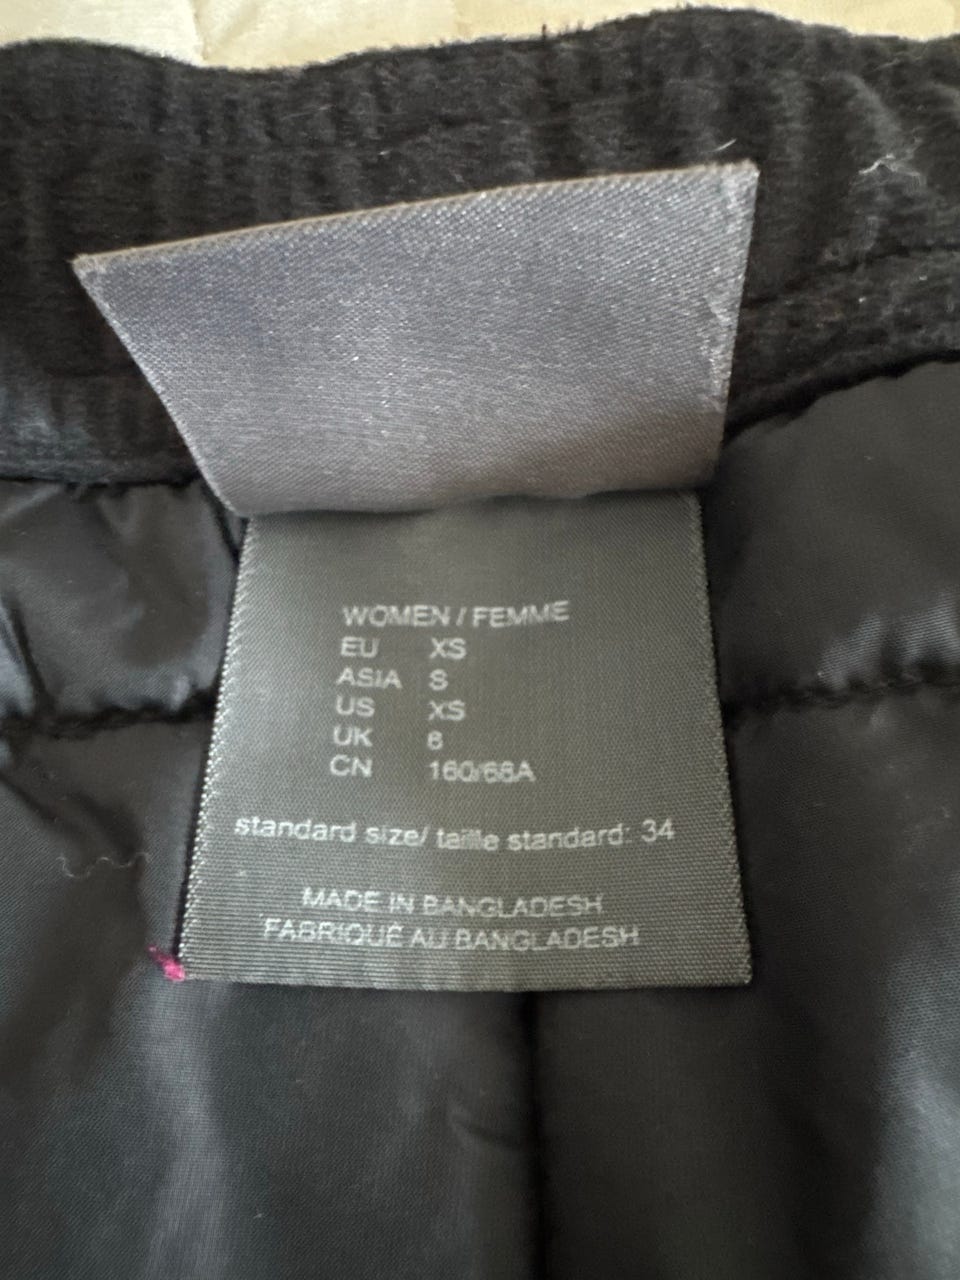 WOMEN / FEMME
EU XS
ASIA S
US XS
UK 6
CN 160/68A
standard size/ taille standard: 34
MADE IN BANGLADESH
FABRIQUÉ AU BANGLADESH